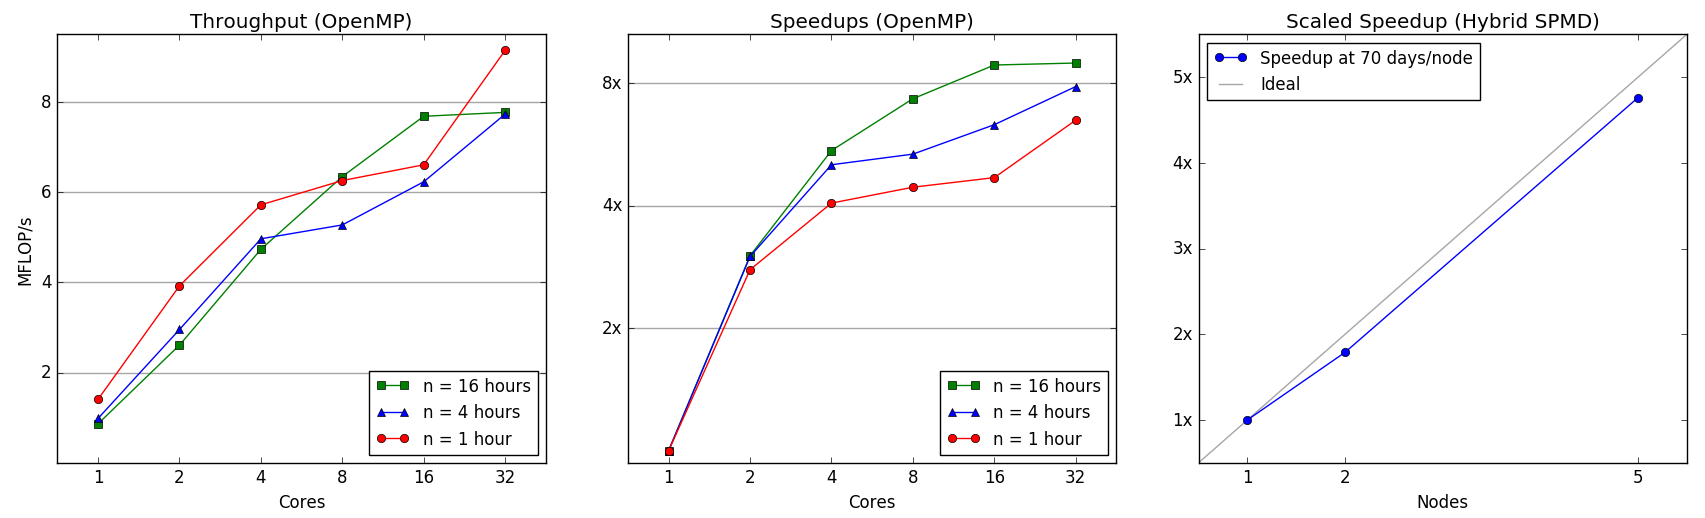 Throughput (OpenMP)
MFLOP/s
8
6
4
2
n = 16 hours
n = 4 hours
n = 1 hour
1 2 4 8 16 32
Cores
Speedups (OpenMP)
8x
4x
2x
n = 16 hours
n = 4 hours
n = 1 hour
1 2 4 8 16 32
Cores
Scaled Speedup (Hybrid SPMD)
Speedup at 70 days/node
Ideal
5x
4x
3x
2x
1x
1 2 5
Nodes